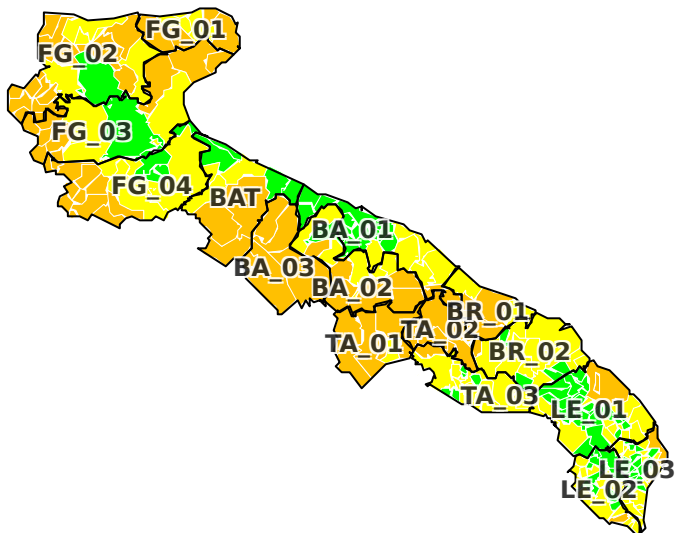 FG_01
FG_02
FG_03
FG_04
BAT
BA_01
BA_03
BA_02
BR_01
TA_02
TA_01
BR_02
TA_03
LE_01
LE_03
LE_02